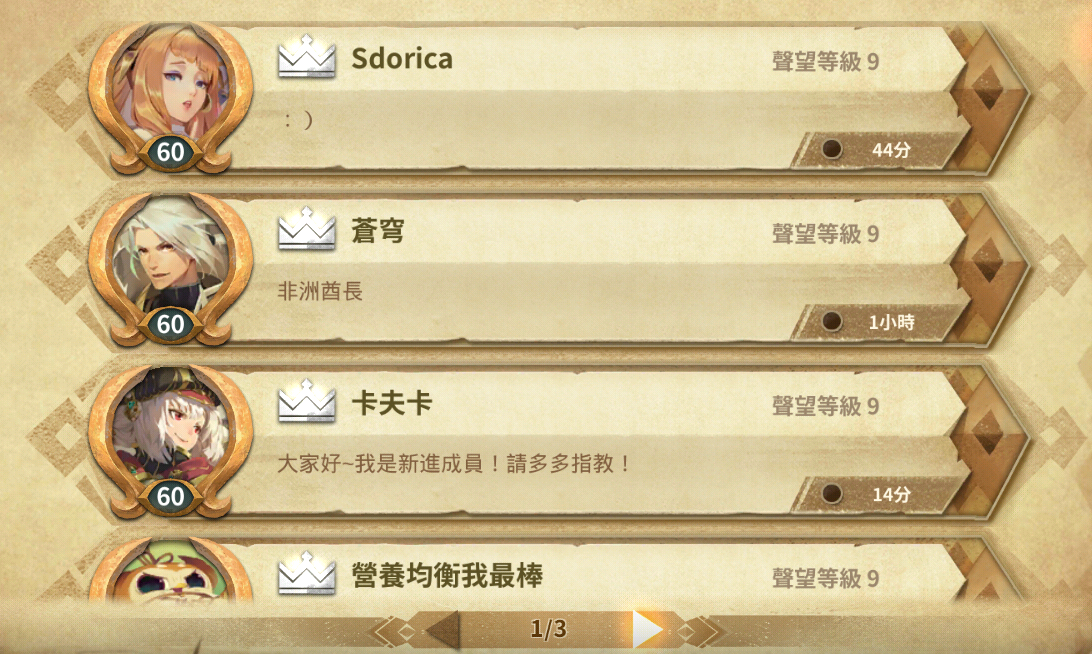 Sdorica
聲望等級 9
：）
60
44分
蒼穹
聲望等級 9
非洲酋長
60
1小時
卡夫卡
聲望等級 9
大家好~我是新進成員！請多多指教！
60
14分
營養均衡我最棒
聲望等級 9
1/3